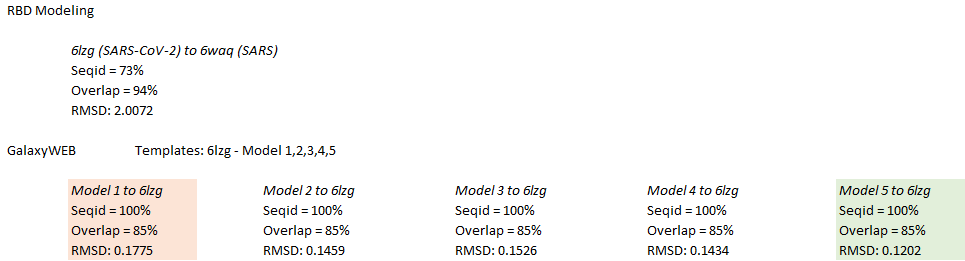 RBD Modeling
6lzg (SARS-CoV-2) to 6waq (SARS)
Seqid = 73%
Overlap = 94%
RMSD: 2.0072
GalaxyWEB Templates: 6lzg - Model 1,2,3,4,5
Model 1 to 6lzg
Seqid = 100%
Overlap = 85%
RMSD: 0.1775
Model 2 to 6lzg
Seqid = 100%
Overlap = 85%
RMSD: 0.1459
Model 3 to 6lzg
Seqid = 100%
Overlap = 85%
RMSD: 0.1526
Model 4 to 6lzg
Seqid = 100%
Overlap = 85%
RMSD: 0.1434
Model 5 to 6lzg
Seqid = 100%
Overlap = 85%
RMSD: 0.1202